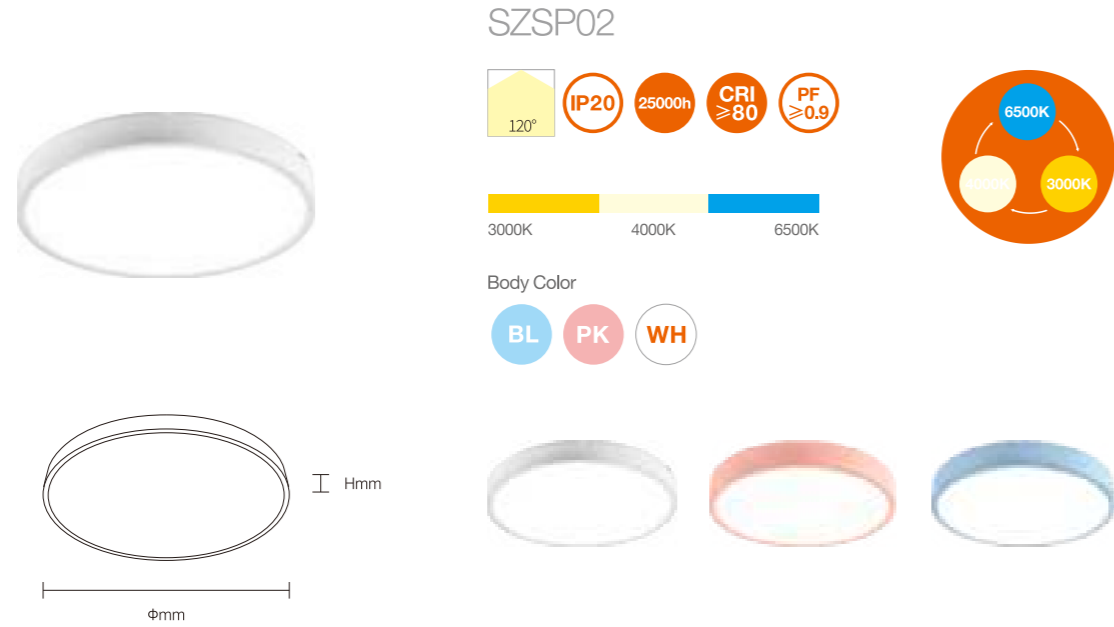 SZSP02
120°
IP20
25000h
CRI
≥80
PF
≥0.9
6500K
4000K
3000K
3000K 4000K 6500K
Body Color
BL PK WH
Hmm
Φmm